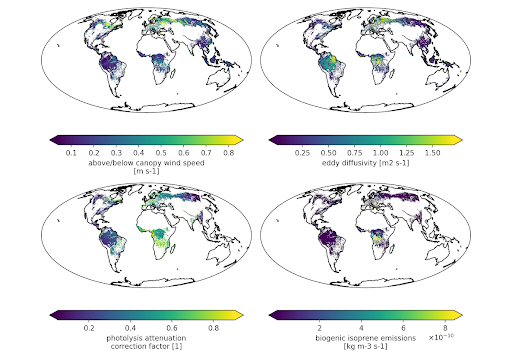 0.1 0.2 0.3 0.4 0.5 0.6 0.7 0.8
above/below canopy wind speed
[m s-1]
0.25 0.50 0.75 1.00 1.25 1.50
eddy diffusivity [m2 s-1]
0.2 0.4 0.6 0.8
photolysis attenuation
correction factor [1]
2 4 6 8
×10⁻¹⁰
biogenic isoprene emissions
[kg m-3 s-1]